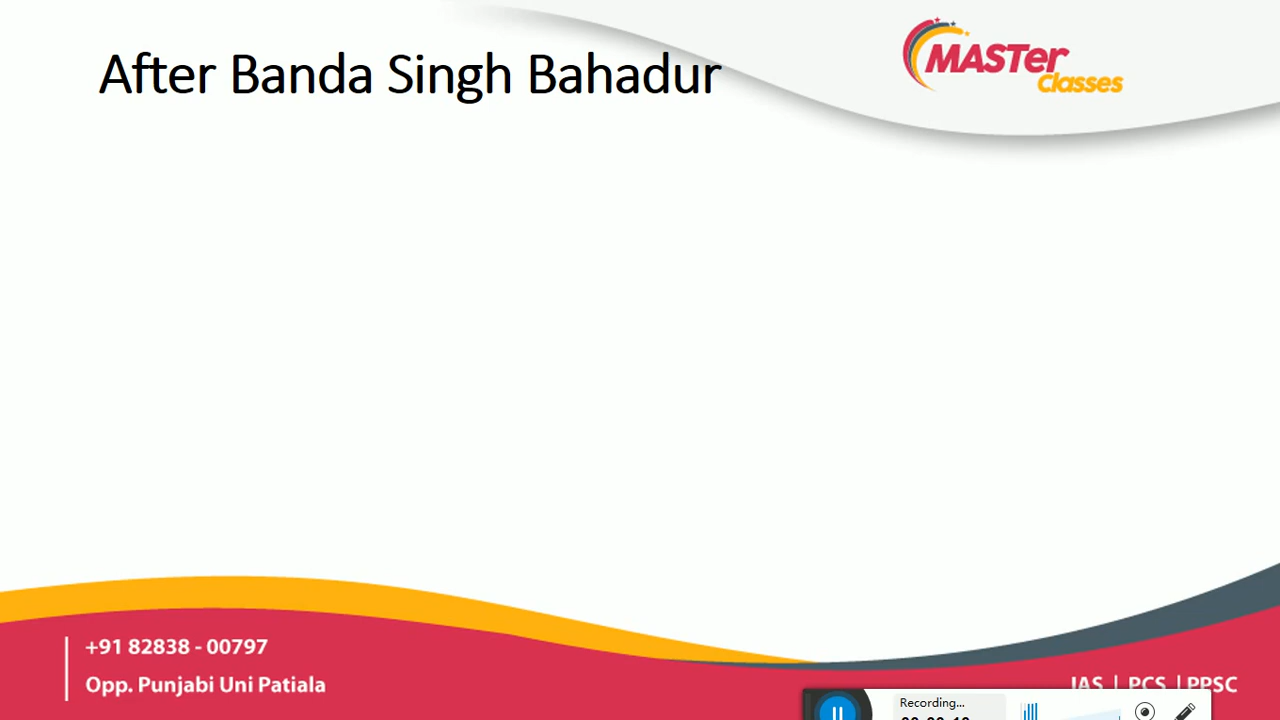 After Banda Singh Bahadur
MASTer
Classes
+91 82838 - 00797
Opp. Punjabi Uni Patiala
IAS | PCS | PPSC
Recording...